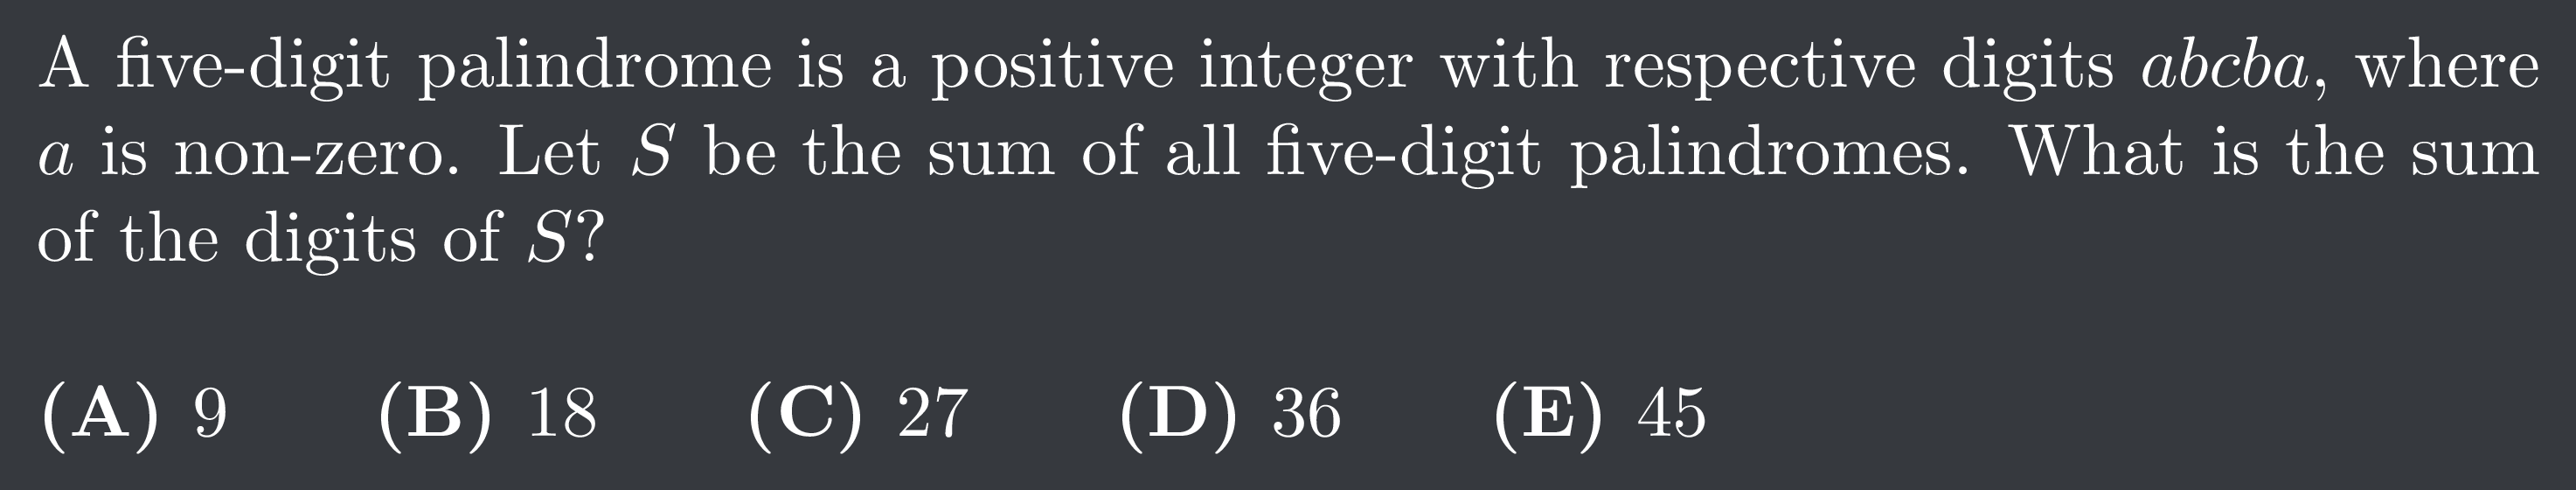 A five-digit palindrome is a positive integer with respective digits abcba, where
a is non-zero. Let S be the sum of all five-digit palindromes. What is the sum
of the digits of S?
(A) 9 (B) 18 (C) 27 (D) 36 (E) 45